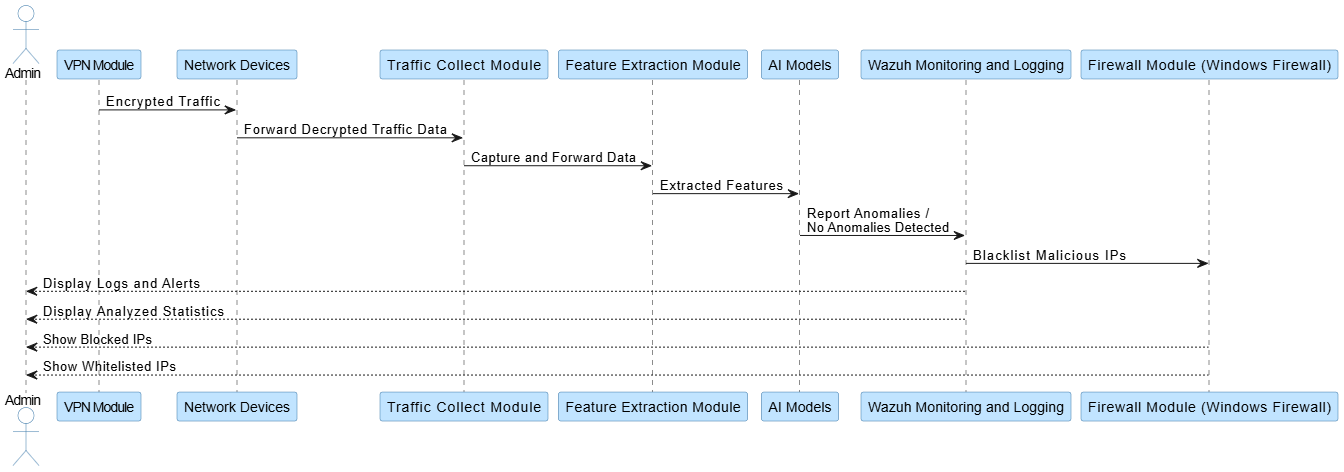 Admin
VPN Module
Network Devices
Traffic Collect Module
Feature Extraction Module
AI Models
Wazuh Monitoring and Logging
Firewall Module (Windows Firewall)
Encrypted Traffic
Forward Decrypted Traffic Data
Capture and Forward Data
Extracted Features
Report Anomalies /
No Anomalies Detected
Blacklist Malicious IPs
Display Logs and Alerts
Display Analyzed Statistics
Show Blocked IPs
Show Whitelisted IPs
Admin
VPN Module
Network Devices
Traffic Collect Module
Feature Extraction Module
AI Models
Wazuh Monitoring and Logging
Firewall Module (Windows Firewall)